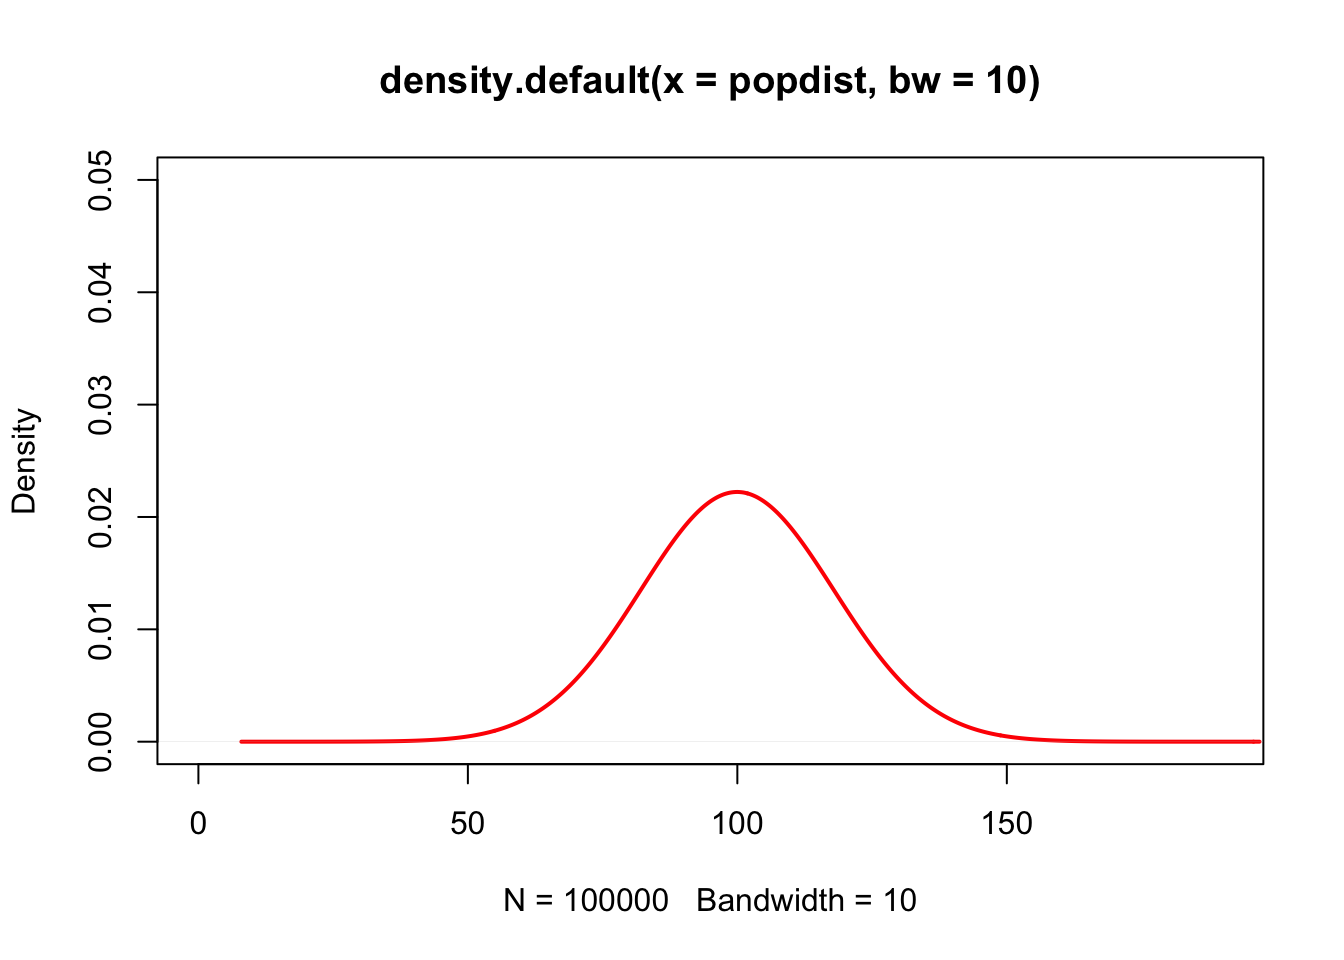 density.default(x = popdist, bw = 10)
Density
0.05
0.04
0.03
0.02
0.01
0.00
0 50 100 150
N = 100000 Bandwidth = 10